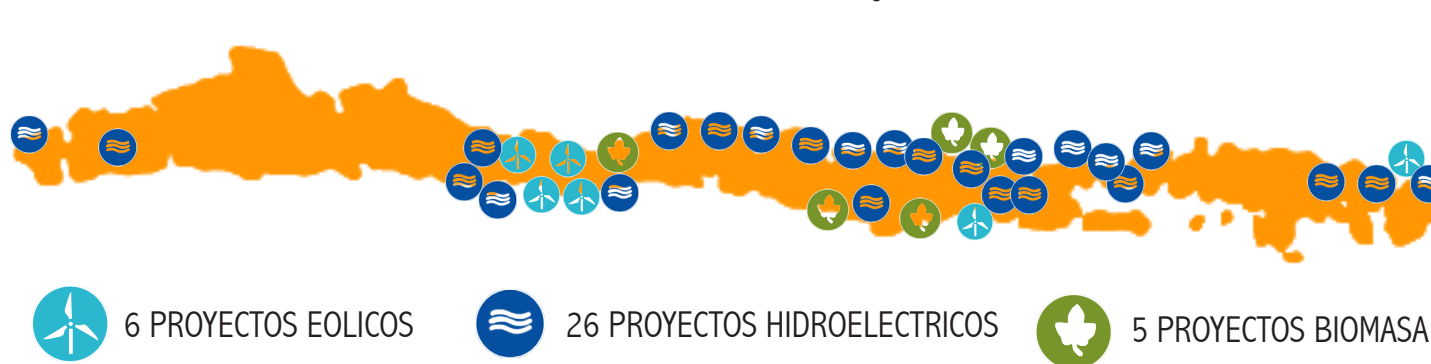 6 PROYECTOS EOLICOS
26 PROYECTOS HIDROELECTRICOS
5 PROYECTOS BIOMASA